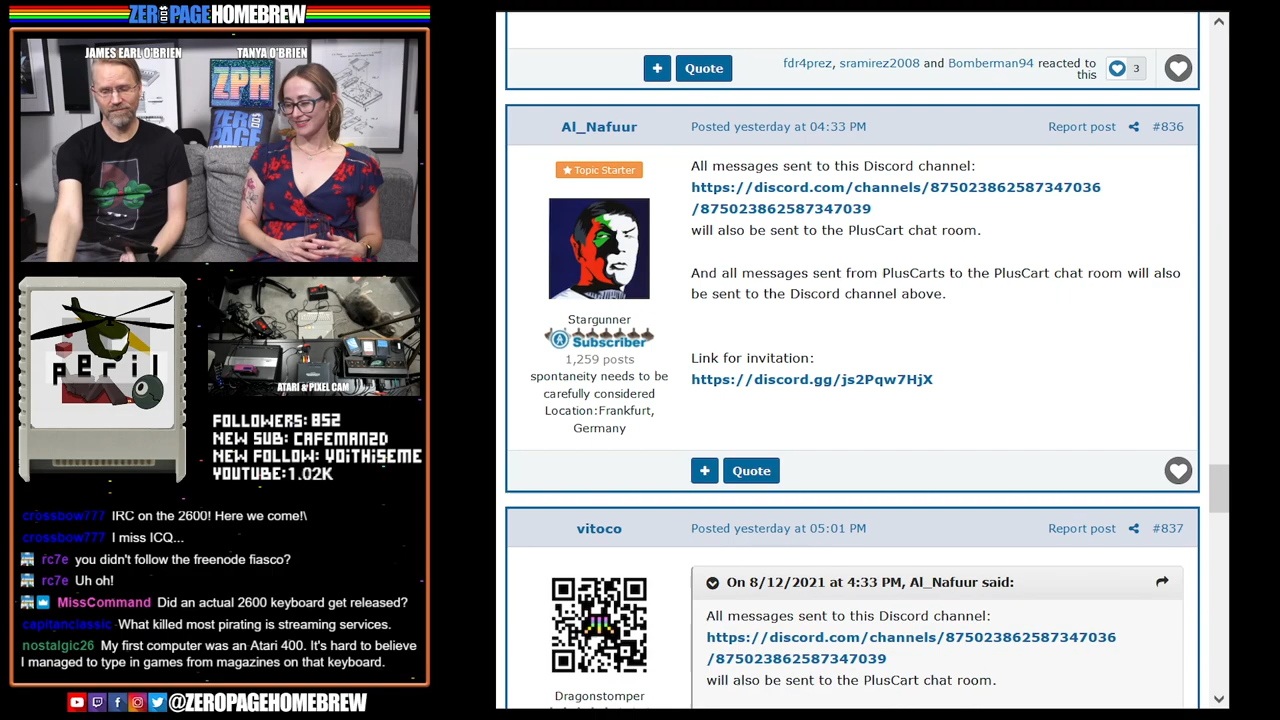 ZEROPAGEHOMEBREW
JAMES EARL O'BRIEN
TANYA O'BRIEN
ZPH
ZERO
PAGE
peril
ATARI & PIXEL CAM
FOLLOWERS: 852
NEW SUB: CAFEMAN2D
NEW FOLLOW: VOITHISEME
YOUTUBE:1.02K
crossbow777 IRC on the 2600! Here we come!\
crossbow777 I miss ICQ...
rc7e you didn't follow the freenode fiasco?
rc7e Uh oh!
MissCommand Did an actual 2600 keyboard get released?
capitanclassic What killed most pirating is streaming services.
nostalgic26 My first computer was an Atari 400. It's hard to believe
I managed to type in games from magazines on that keyboard.
@ZEROPAGEHOMEBREW
+ Quote
fdr4prez, sramirez2008 and Bomberman94 reacted to
this
3
Al_Nafuur
Posted yesterday at 04:33 PM
Report post
#836
Topic Starter
Stargunner
Subscriber
1,259 posts
spontaneity needs to be
carefully considered
Location:Frankfurt,
Germany
All messages sent to this Discord channel:
https://discord.com/channels/875023862587347036
/875023862587347039
will also be sent to the PlusCart chat room.
And all messages sent from PlusCarts to the PlusCart chat room will also
be sent to the Discord channel above.
Link for invitation:
https://discord.gg/js2Pqw7HjX
+ Quote
vitoco
Posted yesterday at 05:01 PM
Report post
#837
Dragonstomper
On 8/12/2021 at 4:33 PM, Al_Nafuur said:
All messages sent to this Discord channel:
https://discord.com/channels/875023862587347036
/875023862587347039
will also be sent to the PlusCart chat room.